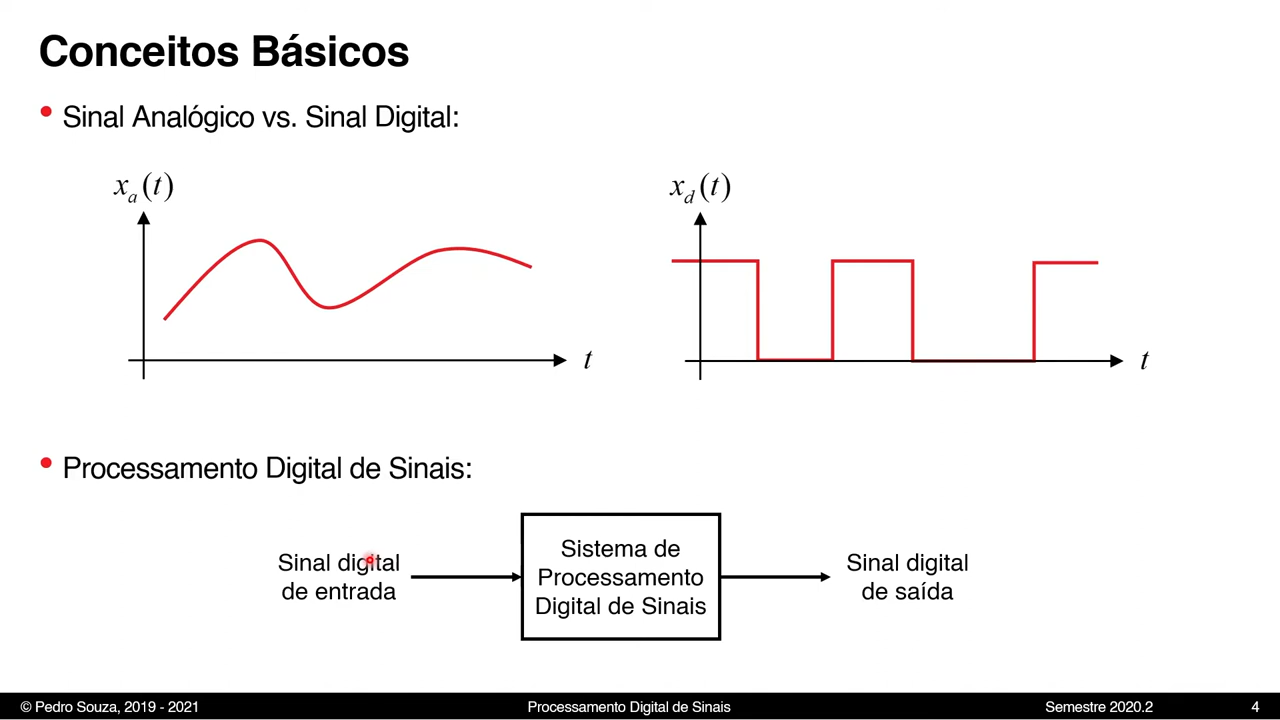 Conceitos Básicos
• Sinal Analógico vs. Sinal Digital:
xₐ(t)
x_d(t)
t
t
• Processamento Digital de Sinais:
Sinal digital
de entrada
Sistema de
Processamento
Digital de Sinais
Sinal digital
de saída
© Pedro Souza, 2019 - 2021
Processamento Digital de Sinais
Semestre 2020.2
4